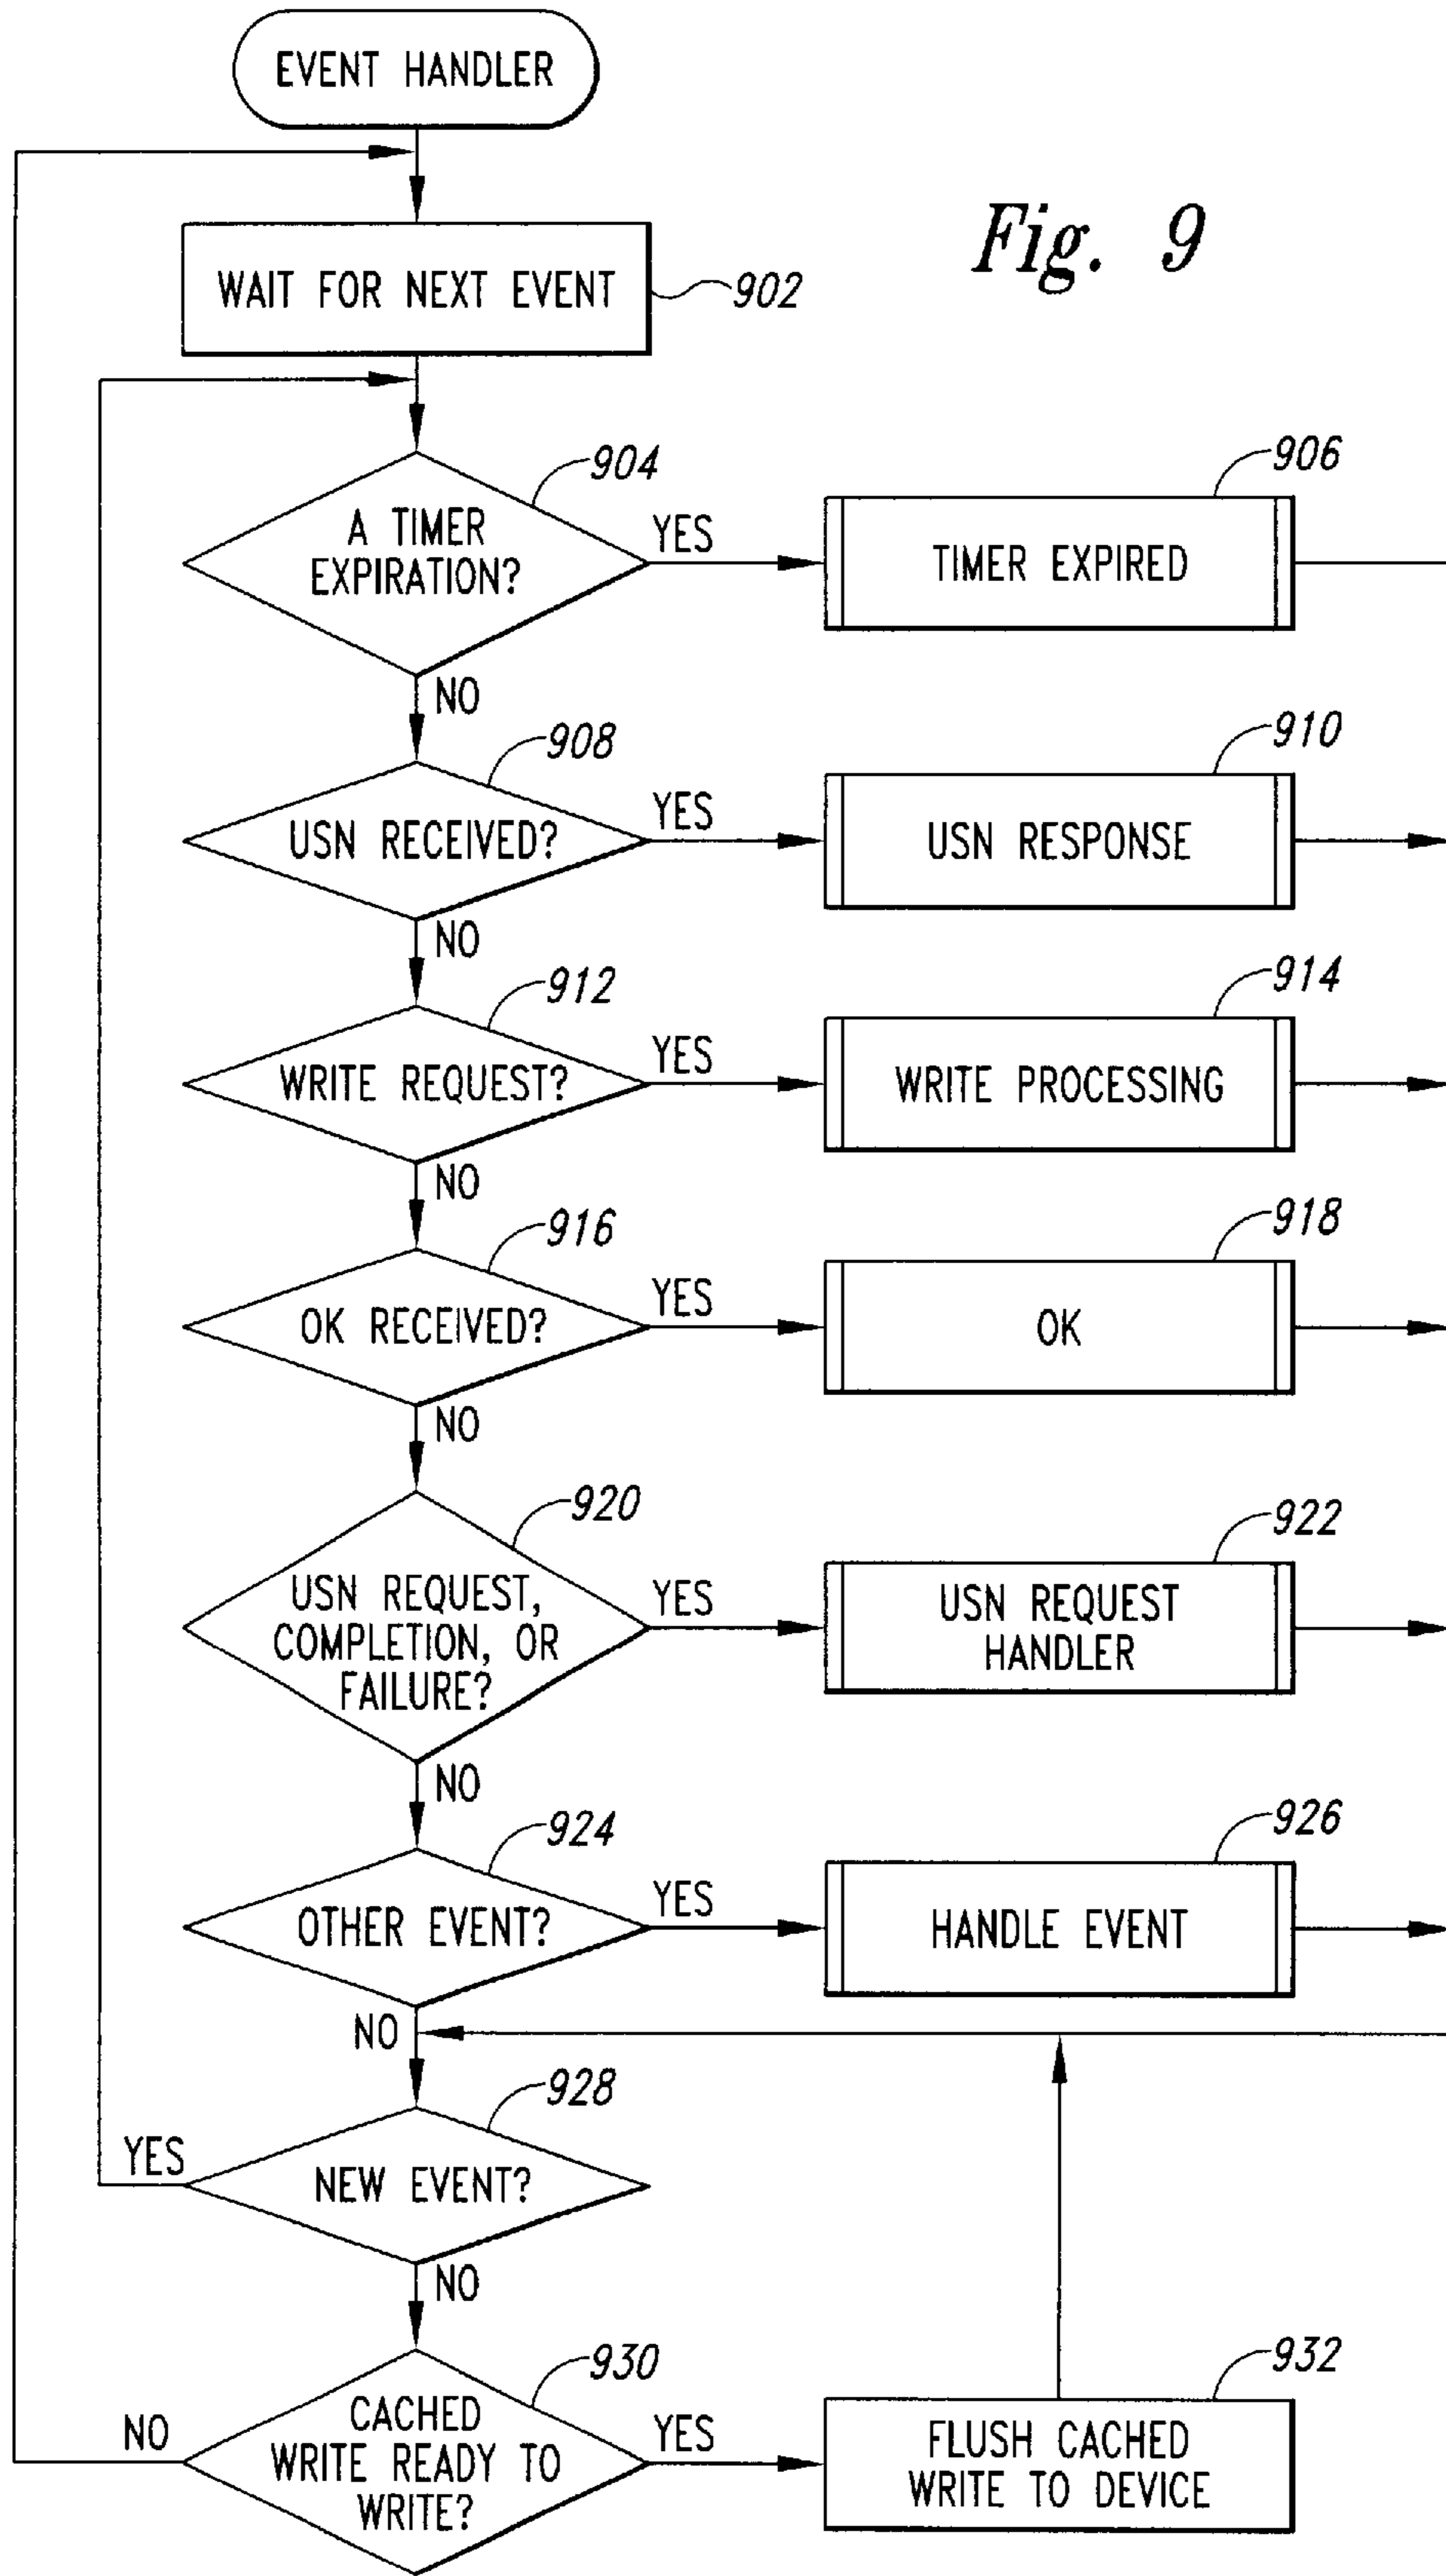 EVENT HANDLER
Fig. 9
WAIT FOR NEXT EVENT
902
904
A TIMER
EXPIRATION?
YES
906
TIMER EXPIRED
NO
908
USN RECEIVED?
YES
910
USN RESPONSE
NO
912
WRITE REQUEST?
YES
914
WRITE PROCESSING
NO
916
OK RECEIVED?
YES
918
OK
NO
920
USN REQUEST,
COMPLETION, OR
FAILURE?
YES
922
USN REQUEST
HANDLER
NO
924
OTHER EVENT?
YES
926
HANDLE EVENT
NO
928
NEW EVENT?
YES
NO
930
CACHED
WRITE READY TO
WRITE?
NO
YES
932
FLUSH CACHED
WRITE TO DEVICE